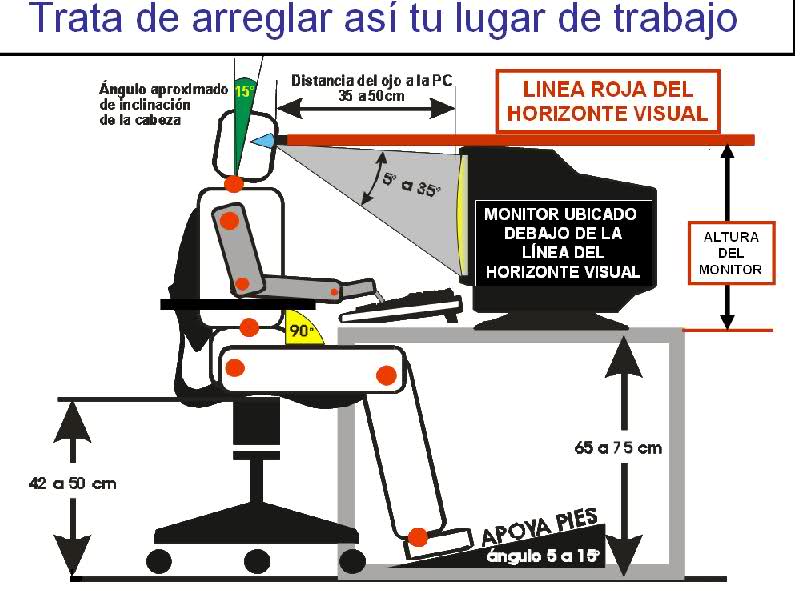 Trata de arreglar así tu lugar de trabajo
Ángulo aproximado
de inclinación
de la cabeza
15°
Distancia del ojo a la PC
35 a 50cm
LINEA ROJA DEL
HORIZONTE VISUAL
5° a 35°
MONITOR UBICADO
DEBAJO DE LA
LÍNEA DEL
HORIZONTE VISUAL
ALTURA
DEL
MONITOR
90°
42 a 50 cm
65 a 75 cm
APOYA PIES
ángulo 5 a 15°